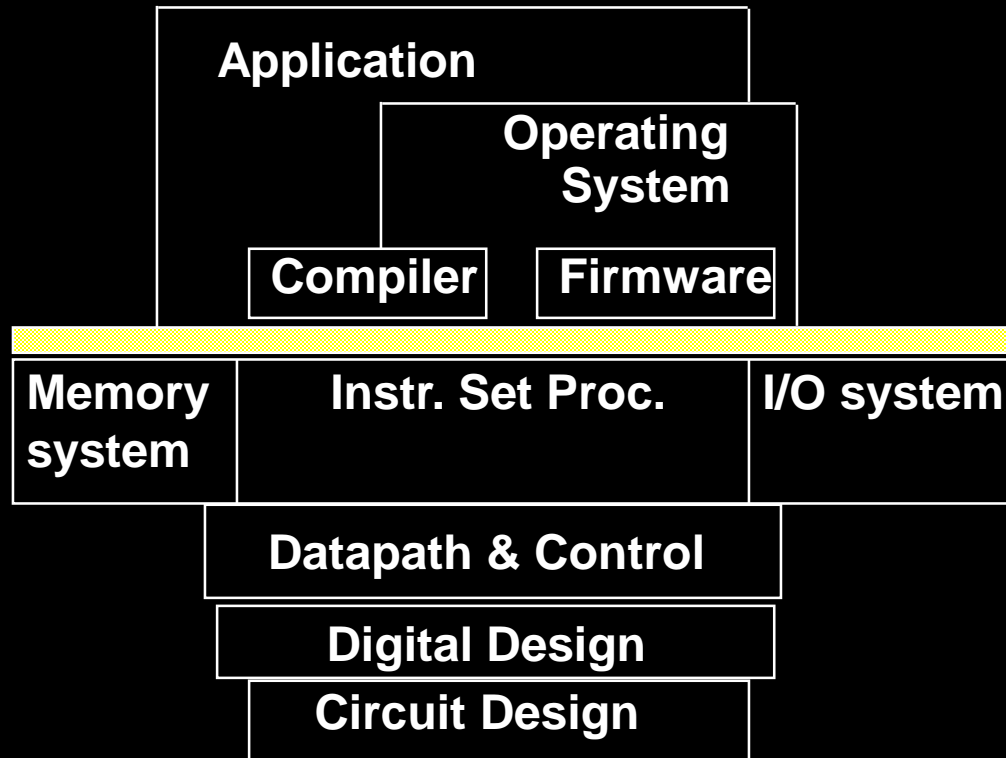 Application
Operating
System
Compiler
Firmware
Memory
system
Instr. Set Proc.
I/O system
Datapath & Control
Digital Design
Circuit Design